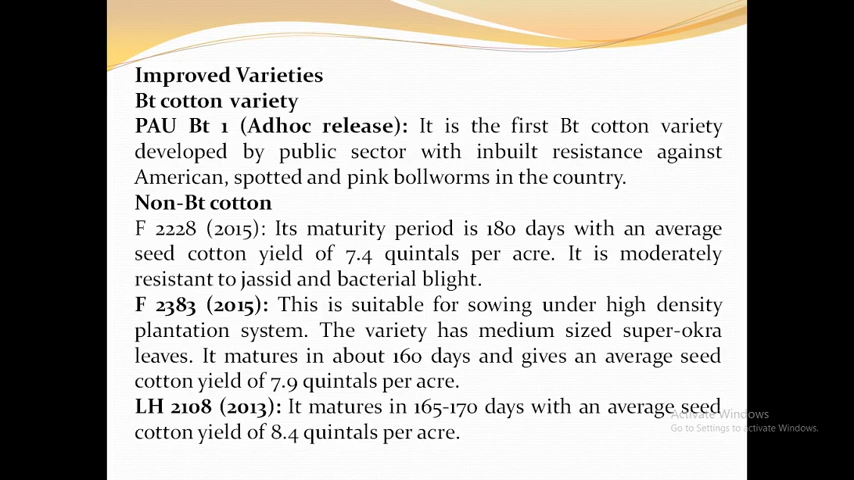 Improved Varieties
Bt cotton variety
PAU Bt 1 (Adhoc release): It is the first Bt cotton variety
developed by public sector with inbuilt resistance against
American, spotted and pink bollworms in the country.
Non-Bt cotton
F 2228 (2015): Its maturity period is 180 days with an average
seed cotton yield of 7.4 quintals per acre. It is moderately
resistant to jassid and bacterial blight.
F 2383 (2015): This is suitable for sowing under high density
plantation system. The variety has medium sized super-okra
leaves. It matures in about 160 days and gives an average seed
cotton yield of 7.9 quintals per acre.
LH 2108 (2013): It matures in 165-170 days with an average seed
cotton yield of 8.4 quintals per acre.
Activate Windows
Go to Settings to activate Windows.